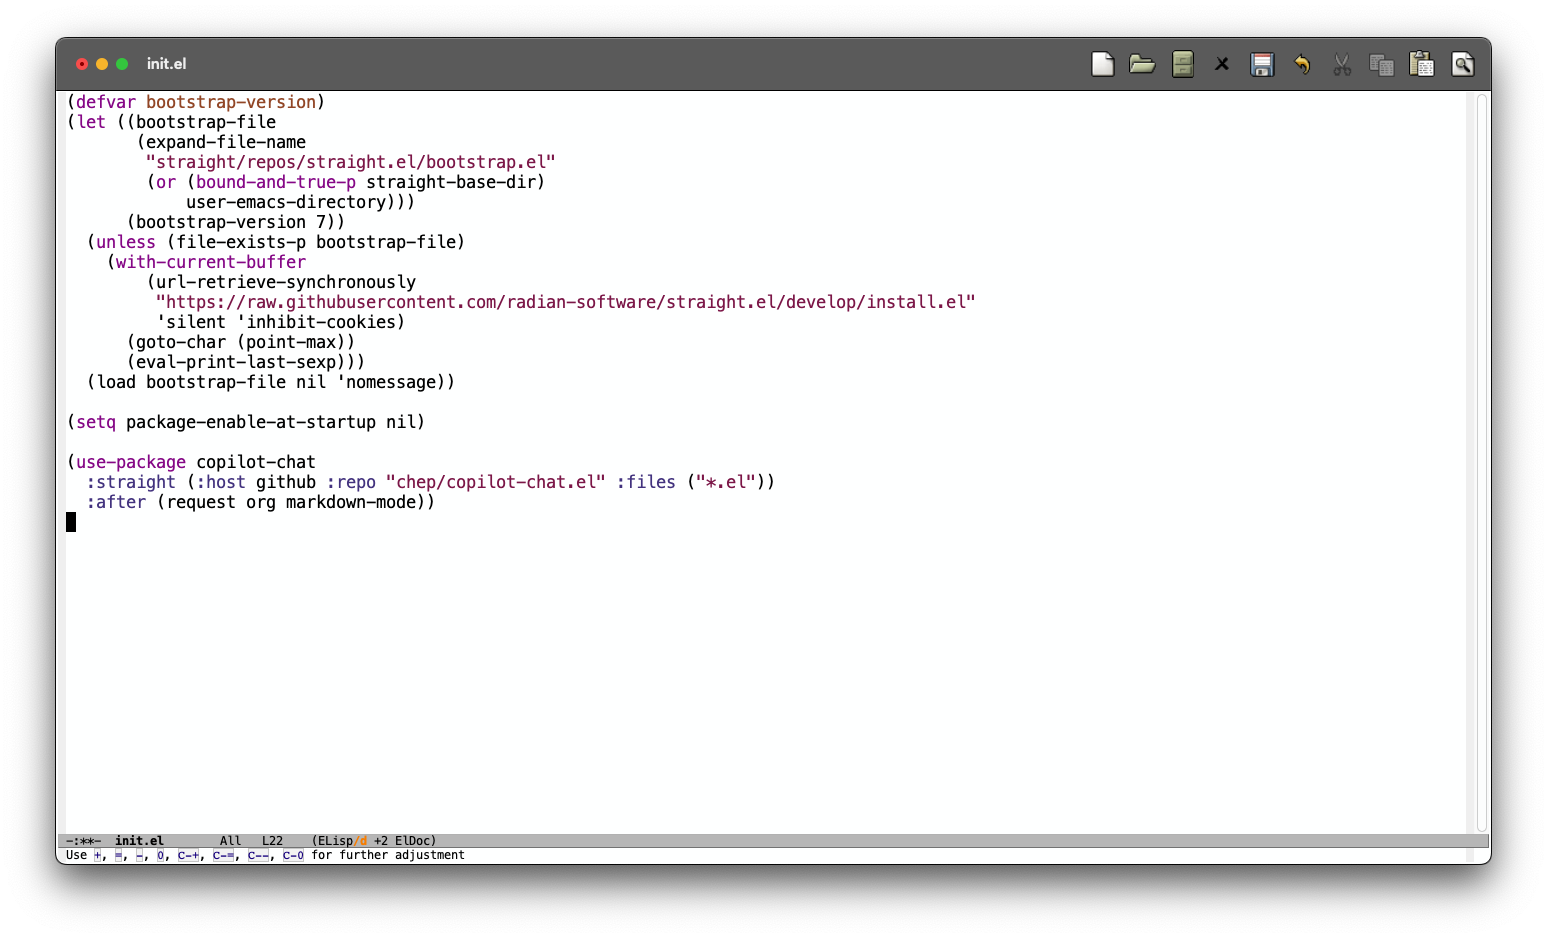 init.el
(defvar bootstrap-version)
(let ((bootstrap-file
       (expand-file-name
        "straight/repos/straight.el/bootstrap.el"
        (or (bound-and-true-p straight-base-dir)
            user-emacs-directory)))
      (bootstrap-version 7))
  (unless (file-exists-p bootstrap-file)
    (with-current-buffer
        (url-retrieve-synchronously
         "https://raw.githubusercontent.com/radian-software/straight.el/develop/install.el"
         'silent 'inhibit-cookies)
      (goto-char (point-max))
      (eval-print-last-sexp)))
  (load bootstrap-file nil 'nomessage))

(setq package-enable-at-startup nil)

(use-package copilot-chat
  :straight (:host github :repo "chep/copilot-chat.el" :files ("*.el"))
  :after (request org markdown-mode))
-:**-  init.el        All   L22    (ELisp/d +2 ElDoc)
Use +, =, -, 0, C-+, C-=, C--, C-0 for further adjustment